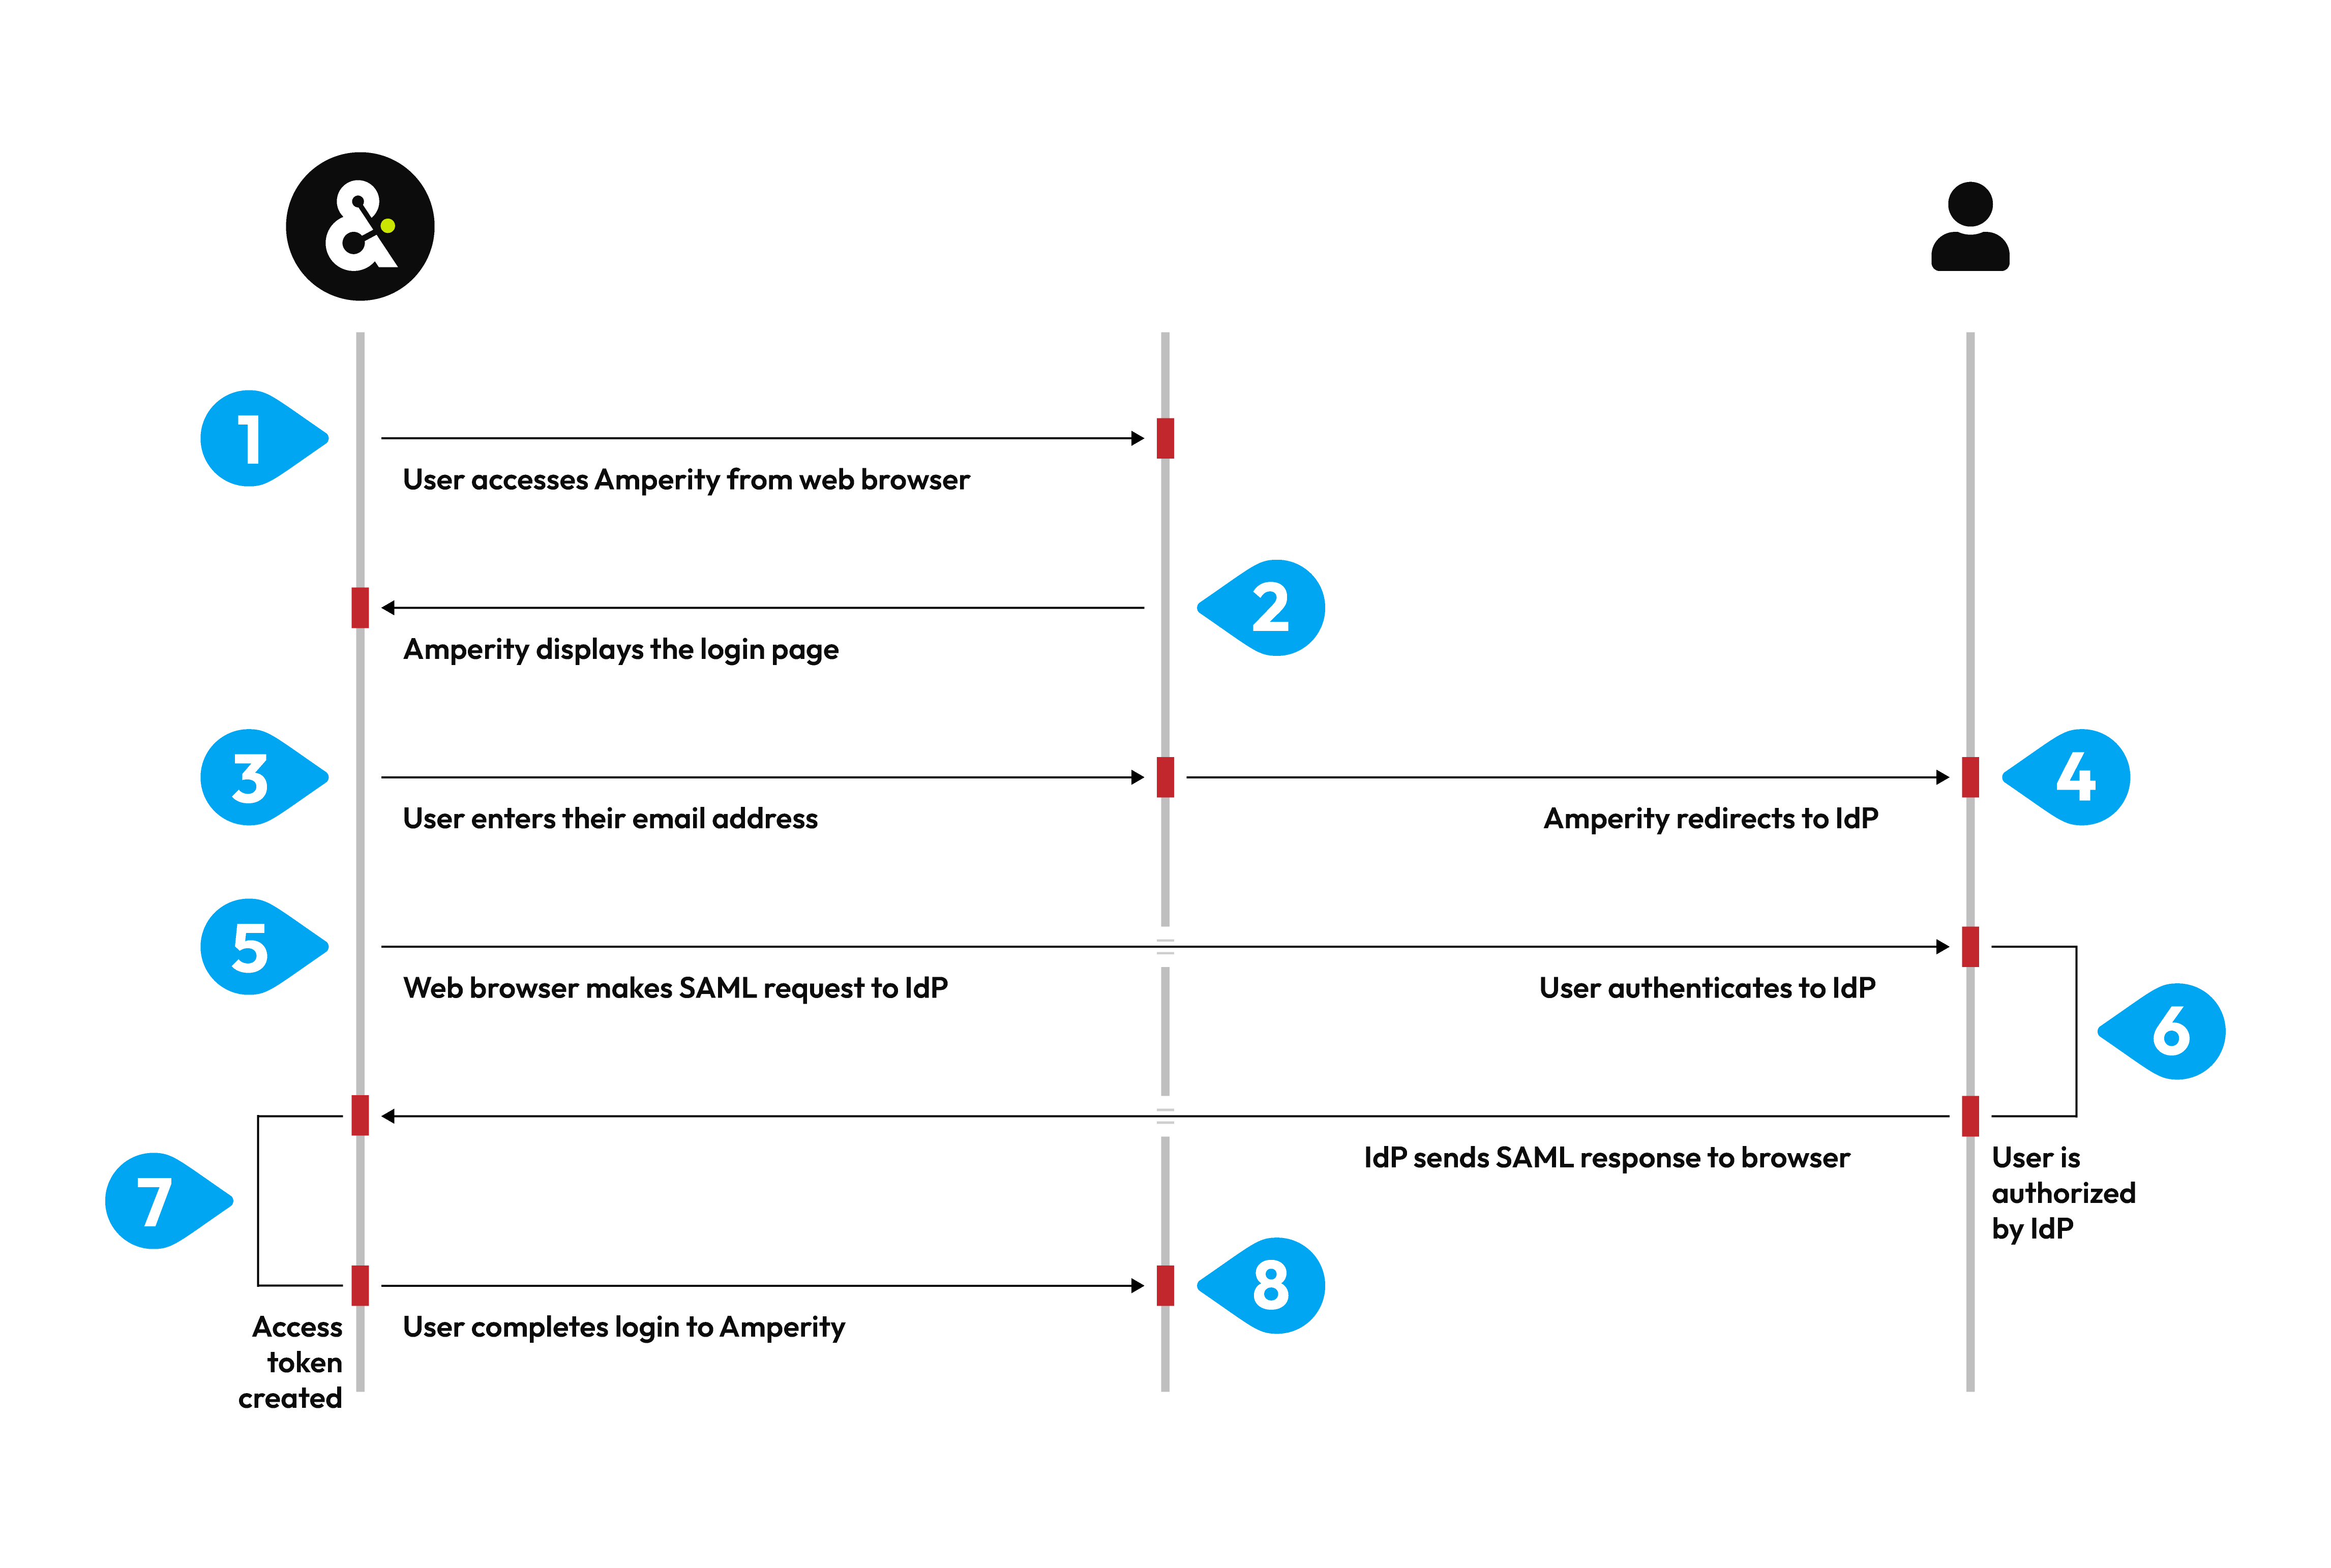 &
1
User accesses Amperity from web browser
2
Amperity displays the login page
3
4
User enters their email address
Amperity redirects to IdP
5
Web browser makes SAML request to IdP
User authenticates to IdP
6
IdP sends SAML response to browser
User is
authorized
by IdP
7
8
Access
token
created
User completes login to Amperity